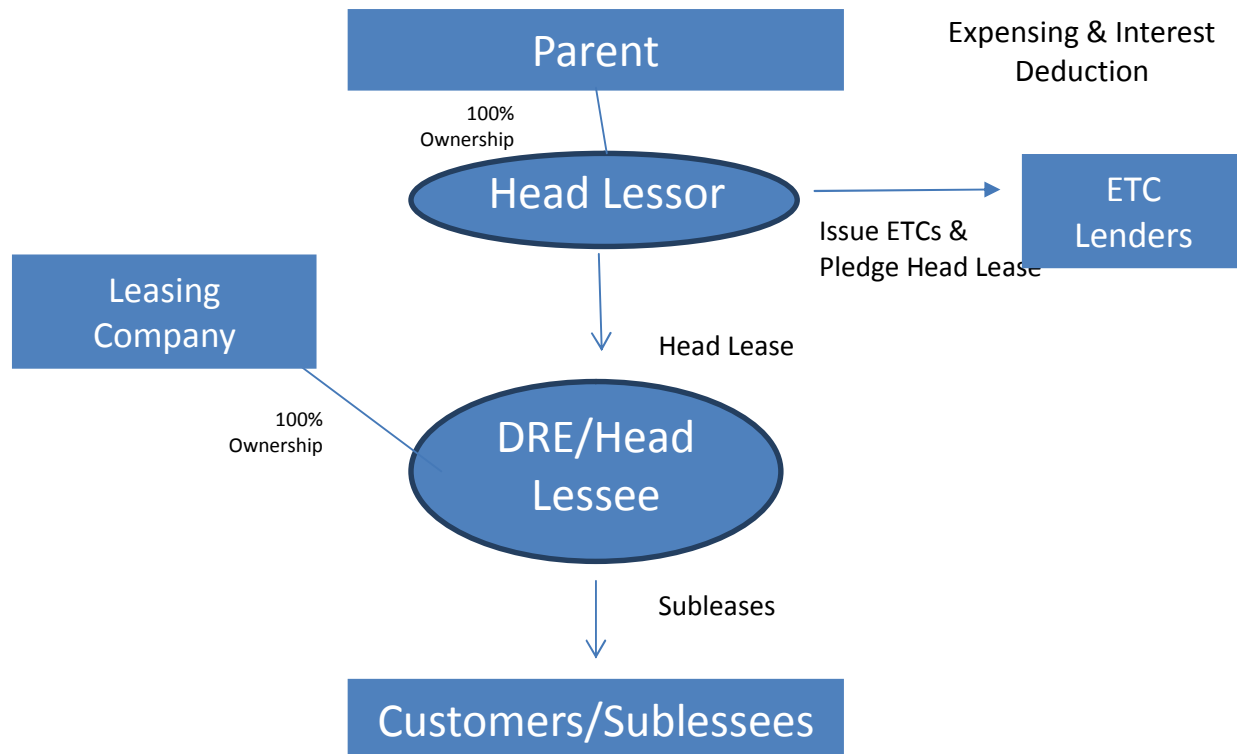 Parent
Expensing & Interest
Deduction
100%
Ownership
Head Lessor
ETC
Lenders
Issue ETCs &
Pledge Head Lease
Leasing
Company
Head Lease
100%
Ownership
DRE/Head
Lessee
Subleases
Customers/Sublessees